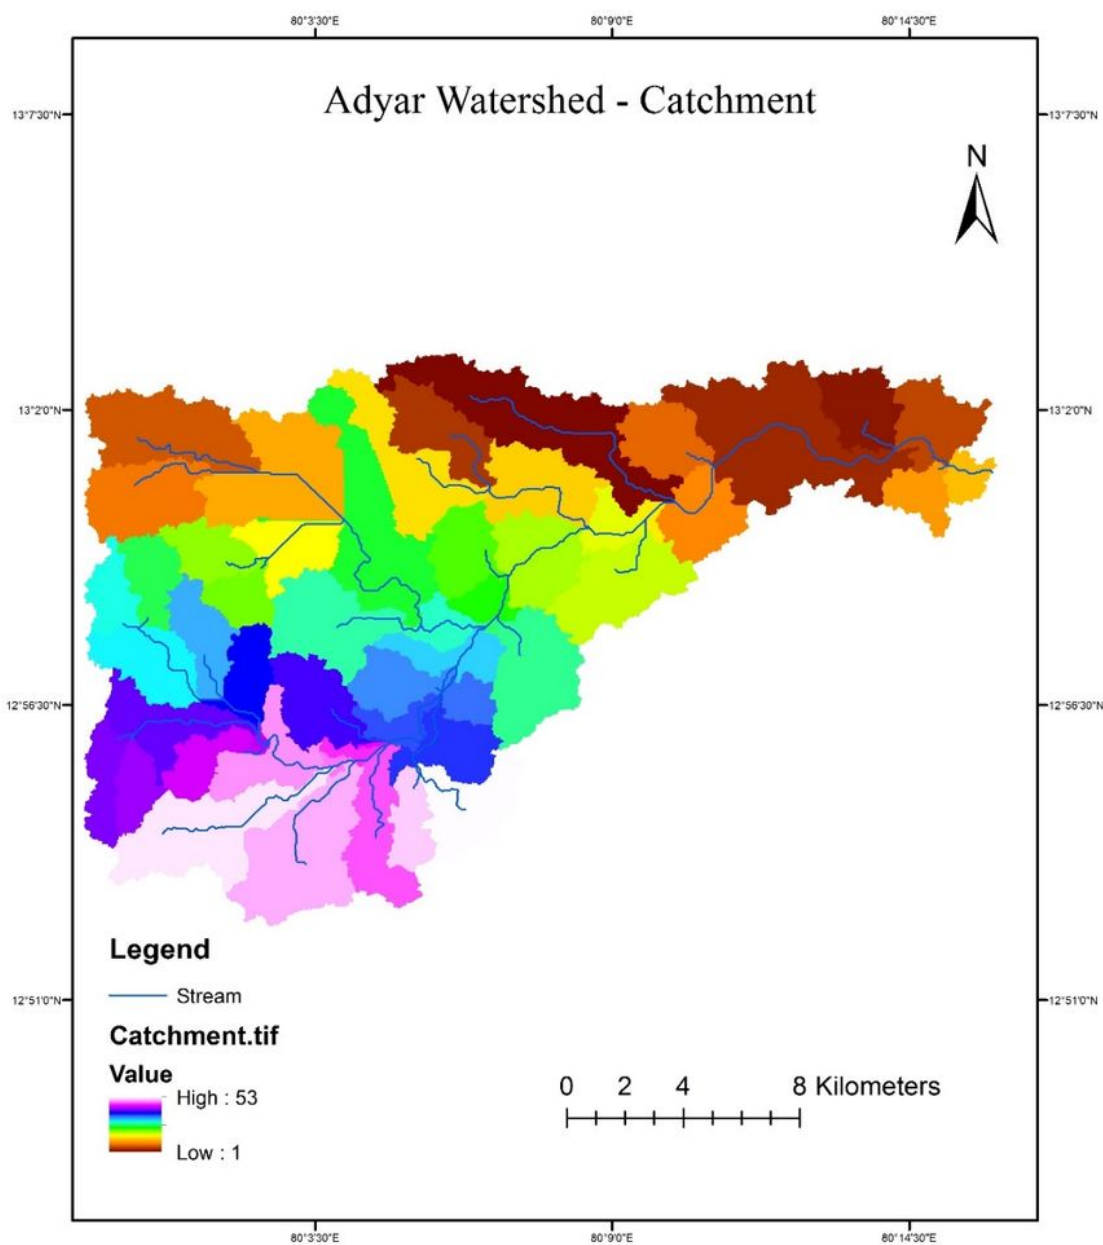 80°3'30"E 80°9'0"E 80°14'30"E
Adyar Watershed - Catchment
13°7'30"N 13°7'30"N
N
13°2'0"N 13°2'0"N
12°56'30"N 12°56'30"N
Legend
12°51'0"N Stream 12°51'0"N
Catchment.tif
Value
High : 53
Low : 1
0 2 4 8 Kilometers
80°3'30"E 80°9'0"E 80°14'30"E